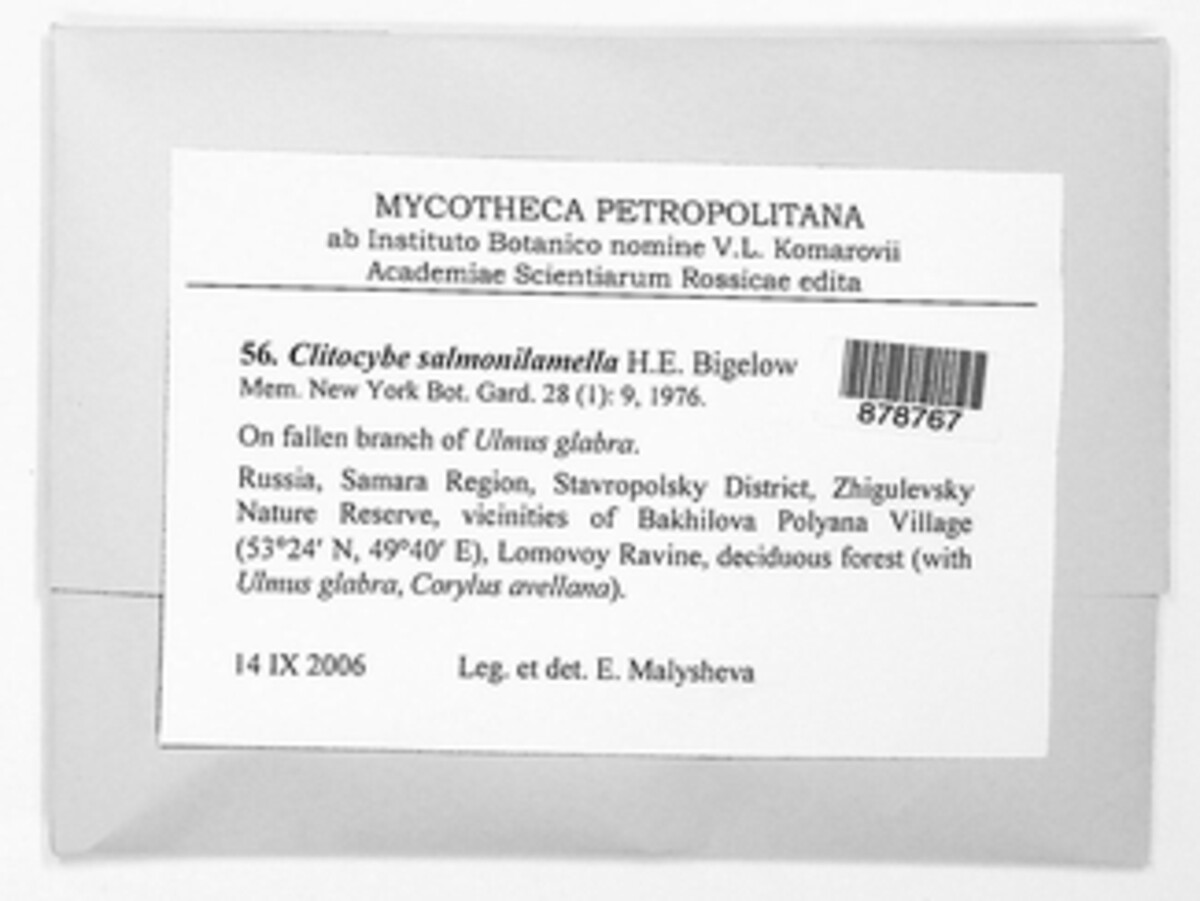 MYCOTHECA PETROPOLITANA
ab Instituto Botanico nomine V.L. Komarovii
Academiae Scientiarum Rossicae edita
56. Clitocybe salmonilamella H.E. Bigelow
Mem. New York Bot. Gard. 28 (1): 9, 1976.
878767
On fallen branch of Ulmus glabra.
Russia, Samara Region, Stavropolsky District, Zhigulevsky
Nature Reserve, vicinities of Bakhilova Polyana Village
(53°24′ N, 49°40′ E), Lomovoy Ravine, deciduous forest (with
Ulmus glabra, Corylus avellana).
14 IX 2006 Leg. et det. E. Malysheva